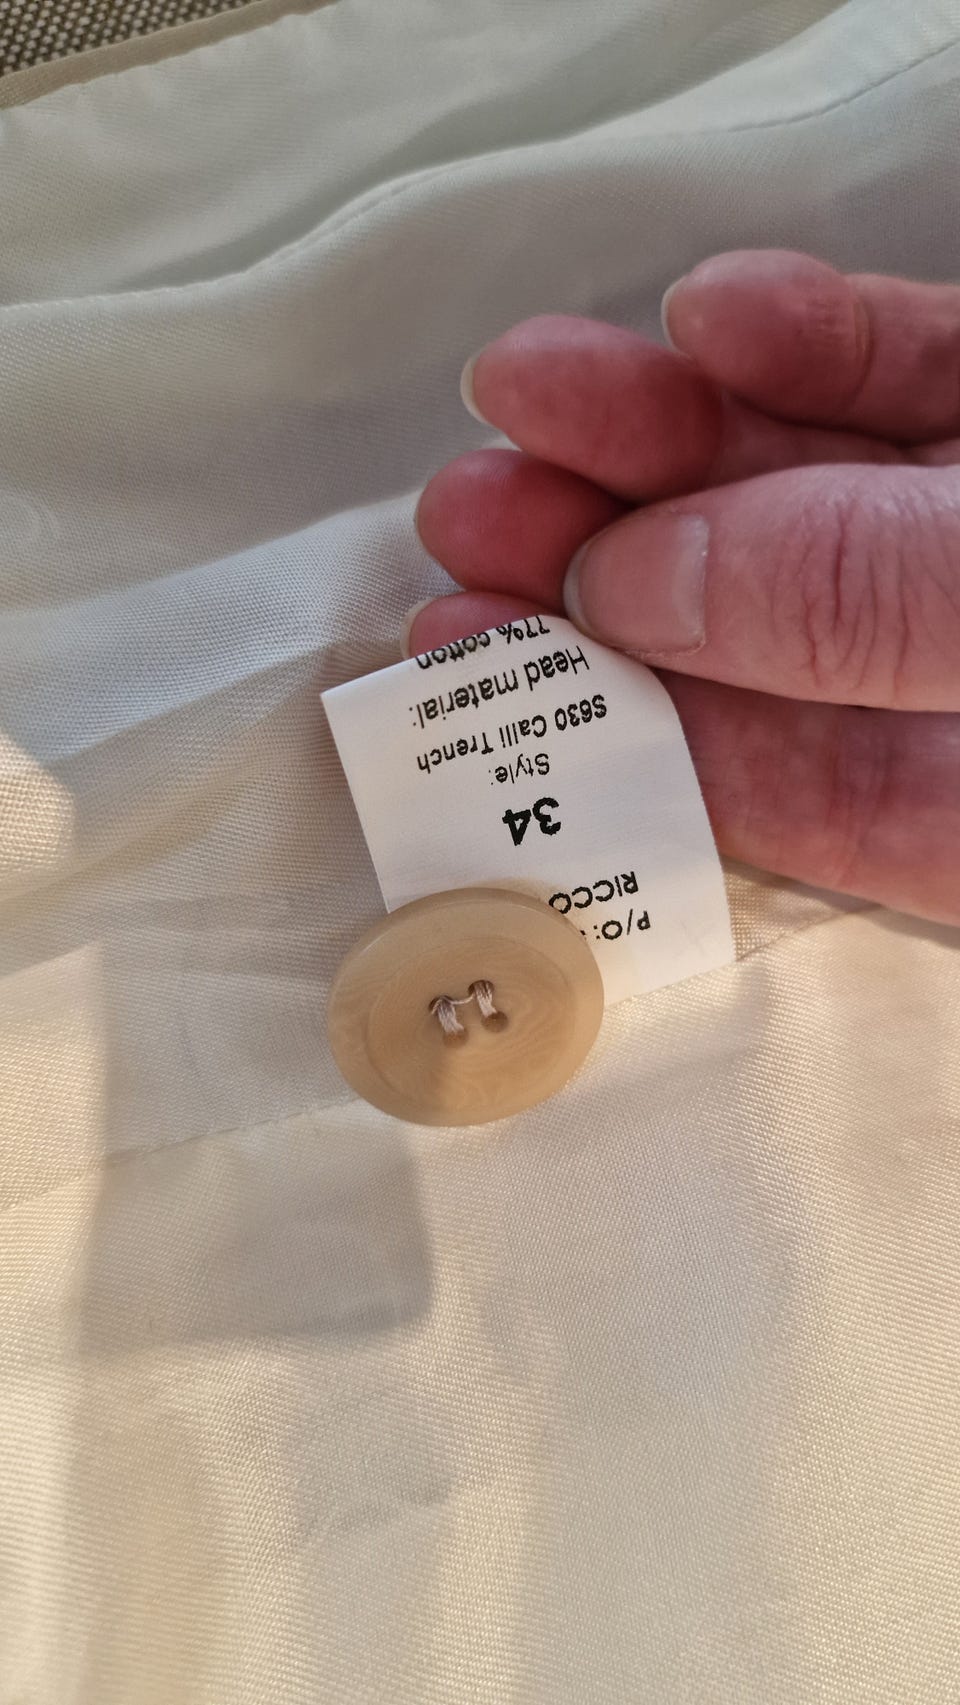 P/O:
RICCO
34
Style:
S630 Calli Trench
Head material:
77% cotton